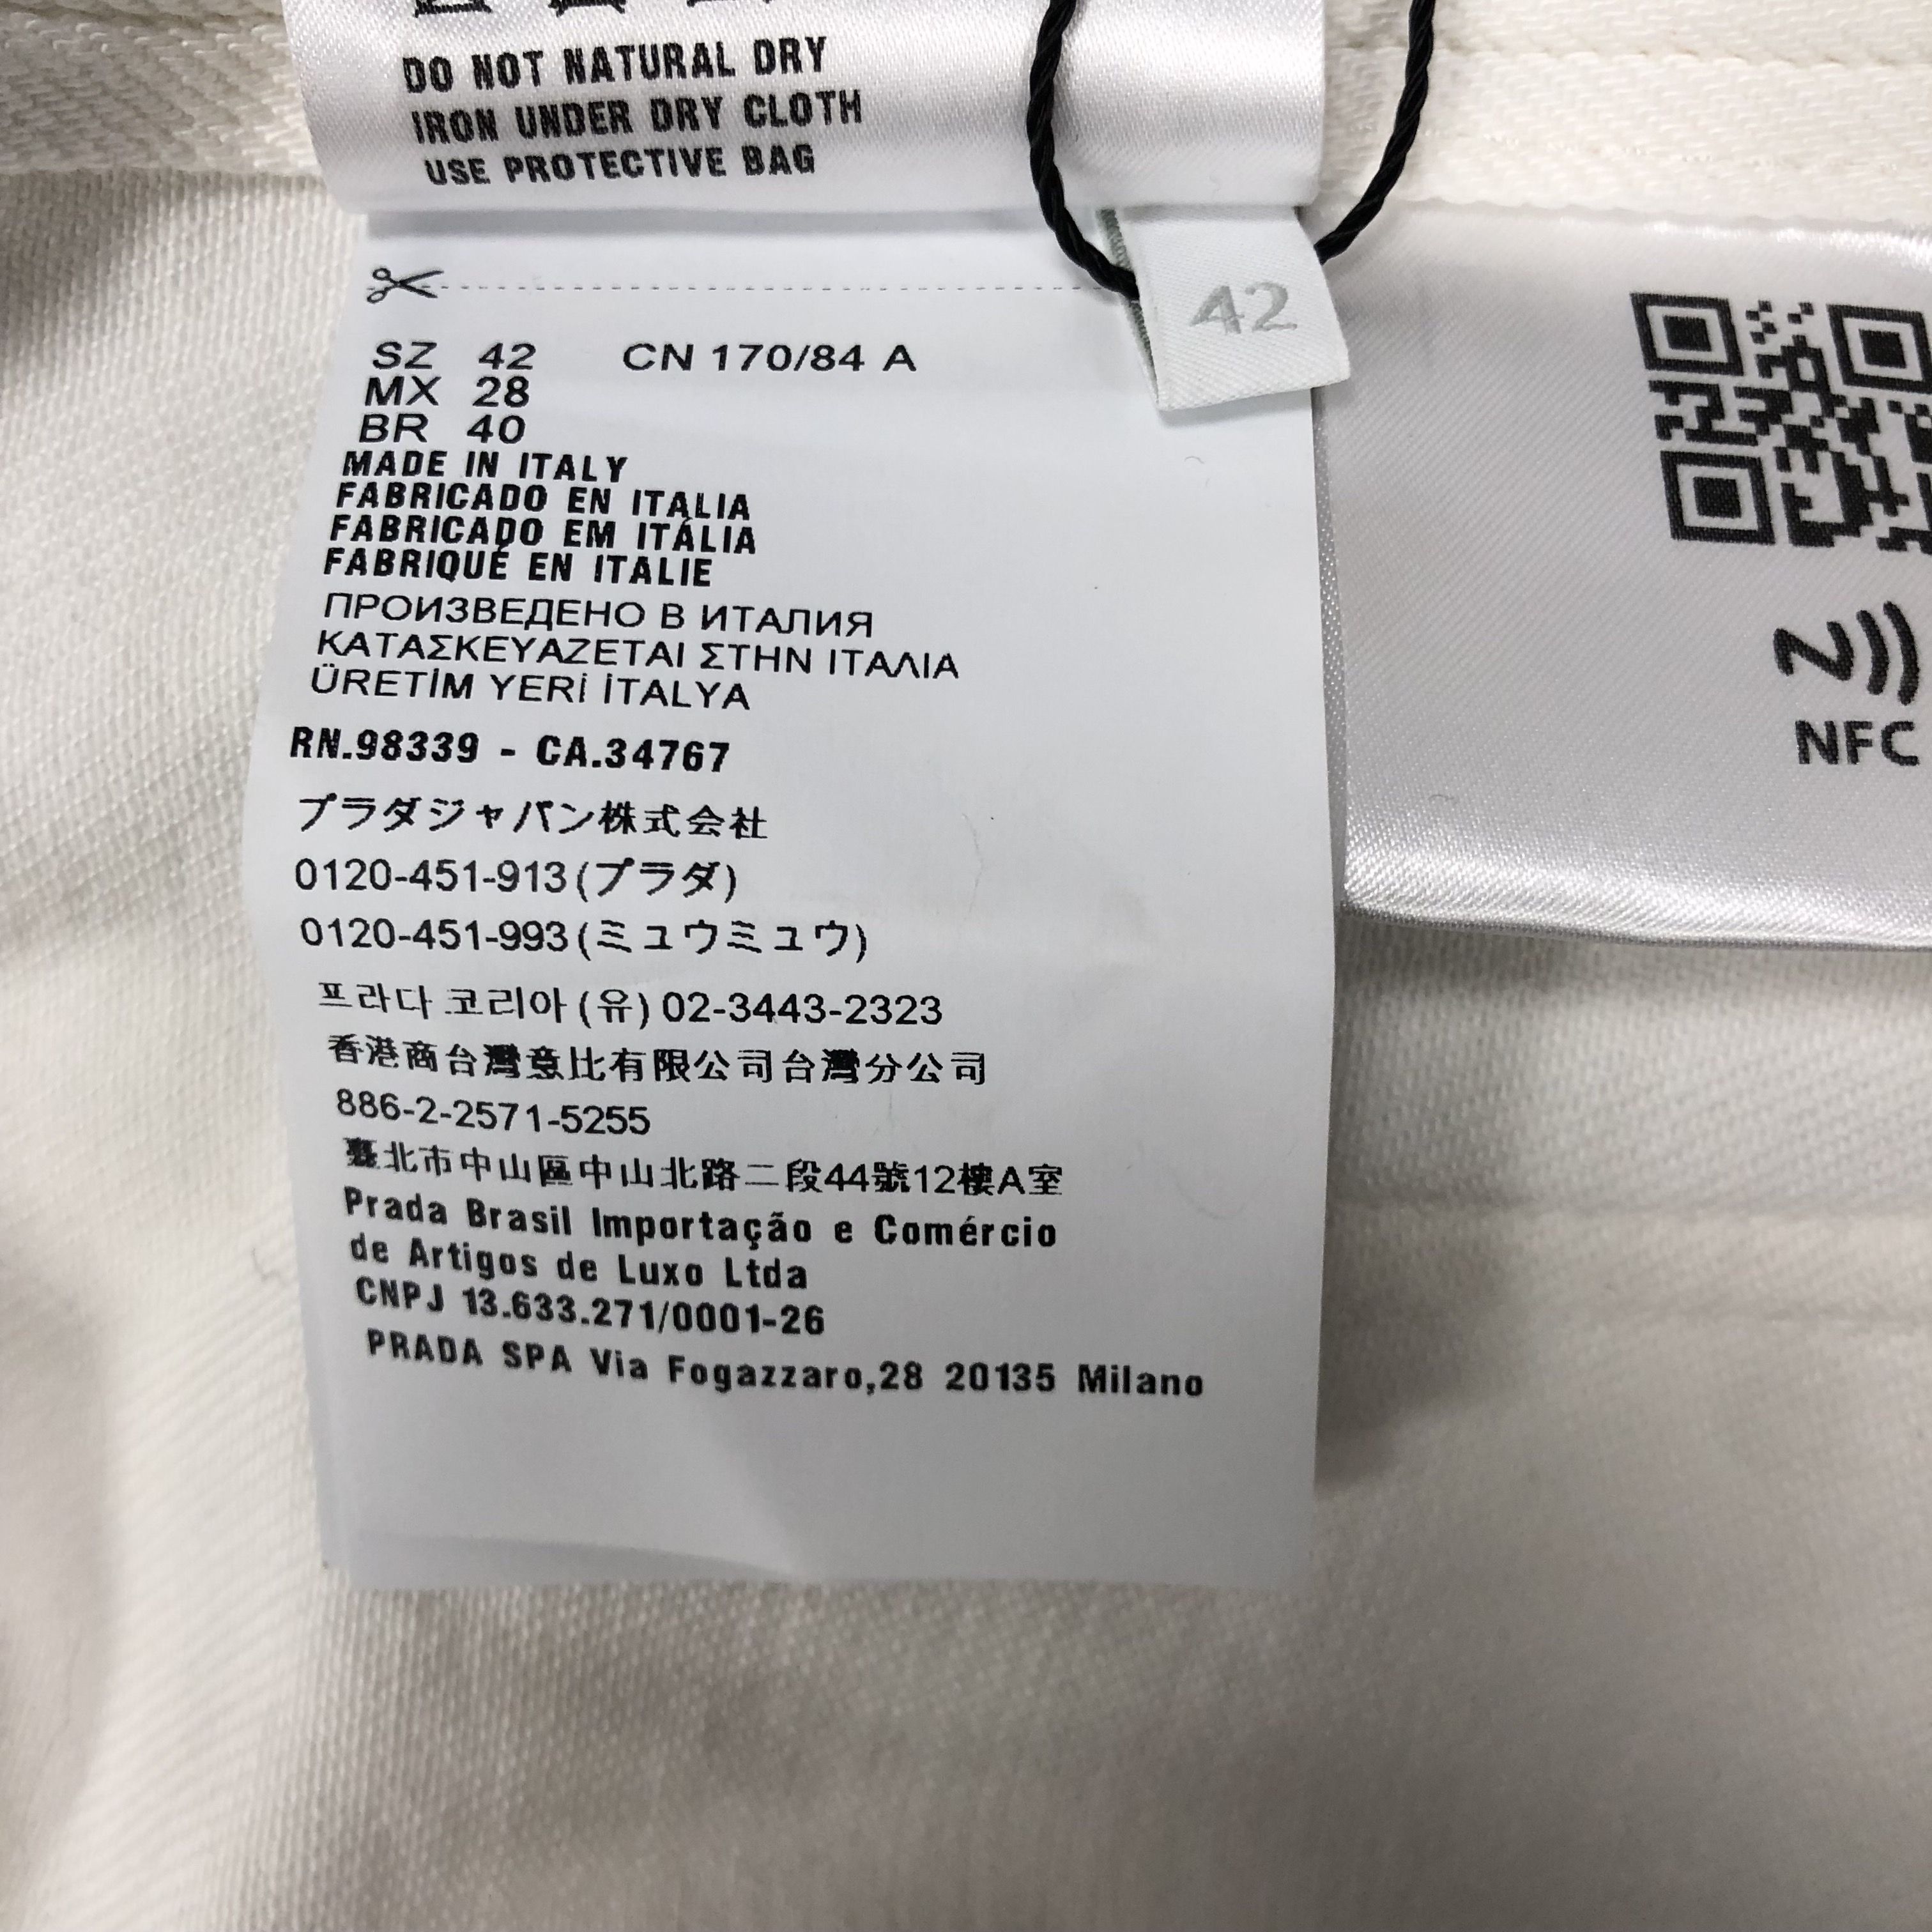 DO NOT NATURAL DRY
IRON UNDER DRY CLOTH
USE PROTECTIVE BAG
42
SZ 42 CN 170/84 A
MX 28
BR 40
MADE IN ITALY
FABRICADO EN ITALIA
FABRICADO EM ITÁLIA
FABRIQUÉ EN ITALIE
ПРОИЗВЕДЕНО В ИТАЛИЯ
ΚΑΤΑΣΚΕΥΑΖΕΤΑΙ ΣΤΗΝ ΙΤΑΛΙΑ
ÜRETİM YERİ İTALYA
RN.98339 - CA.34767
プラダジャパン株式会社
0120-451-913(プラダ)
0120-451-993(ミュウミュウ)
프라다 코리아 (유) 02-3443-2323
香港商台灣意比有限公司台灣分公司
886-2-2571-5255
臺北市中山區中山北路二段44號12樓A室
Prada Brasil Importação e Comércio
de Artigos de Luxo Ltda
CNPJ 13.633.271/0001-26
PRADA SPA Via Fogazzaro,28 20135 Milano
NFC